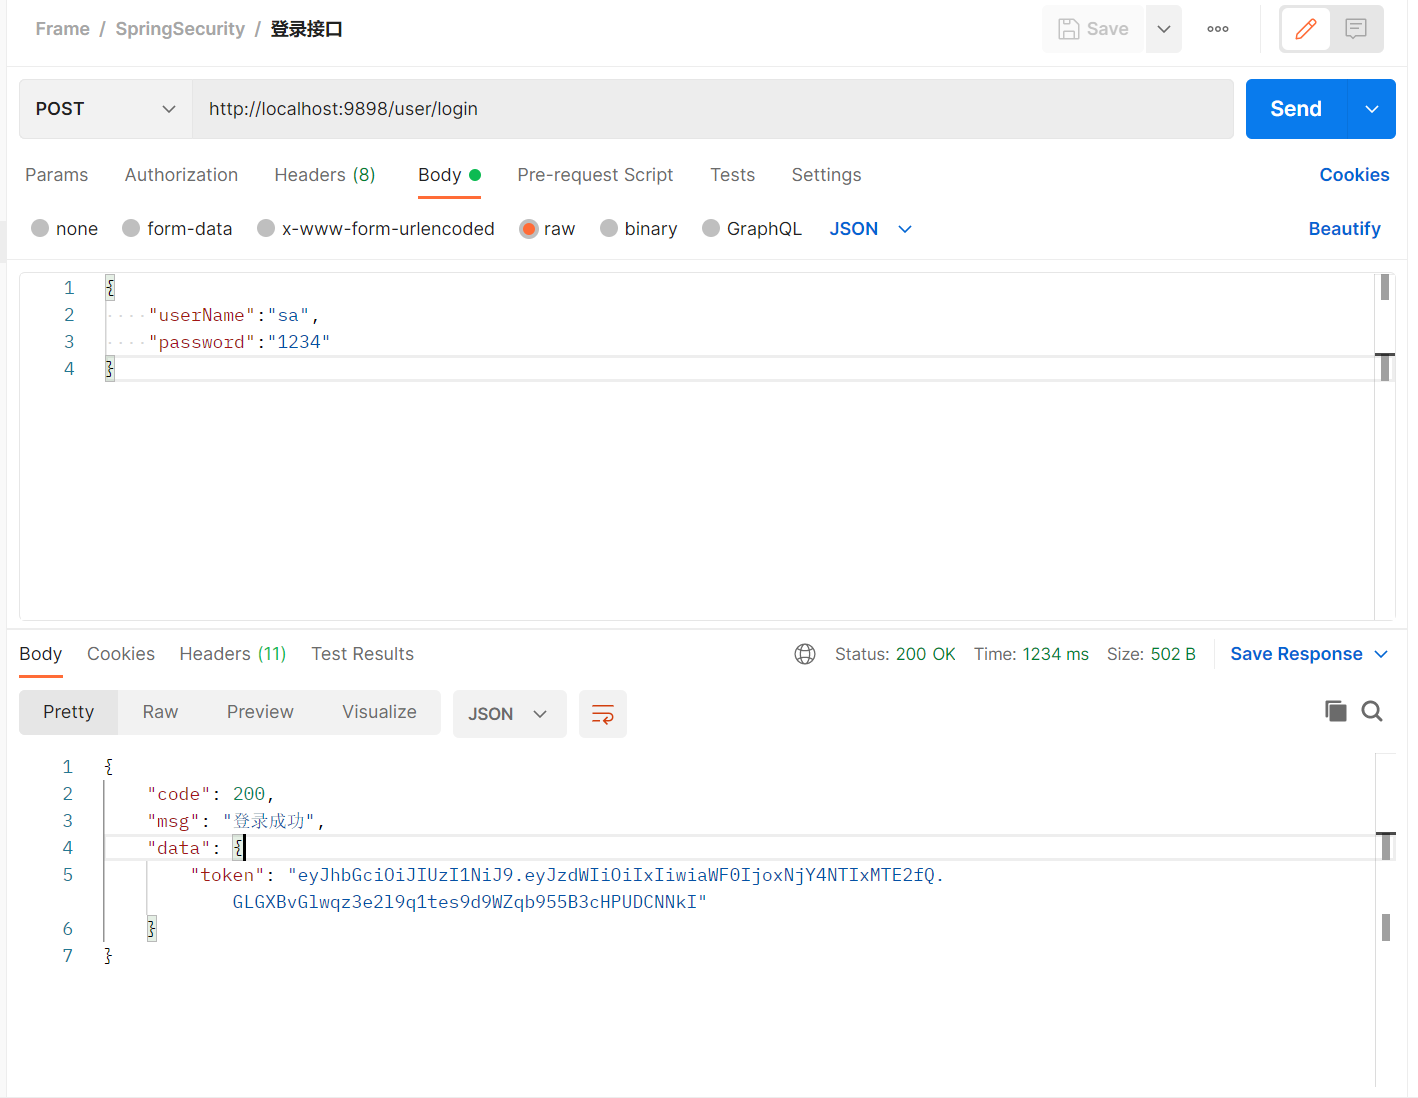 Frame / SpringSecurity / 登录接口
Save
POST
http://localhost:9898/user/login
Send
Params Authorization Headers (8) Body Pre-request Script Tests Settings Cookies
none form-data x-www-form-urlencoded raw binary GraphQL JSON Beautify
1 {
2 ····"userName":"sa",
3 ····"password":"1234"
4 }
Body Cookies Headers (11) Test Results Status: 200 OK Time: 1234 ms Size: 502 B Save Response
Pretty Raw Preview Visualize JSON
1 {
2 "code": 200,
3 "msg": "登录成功",
4 "data": {
5 "token": "eyJhbGciOiJIUzI1NiJ9.eyJzdWIiOiIxIiwiaWF0IjoxNjY4NTIxMTE2fQ.
GLGXBvGlwqz3e2l9q1tes9d9WZqb955B3cHPUDCNNkI"
6 }
7 }